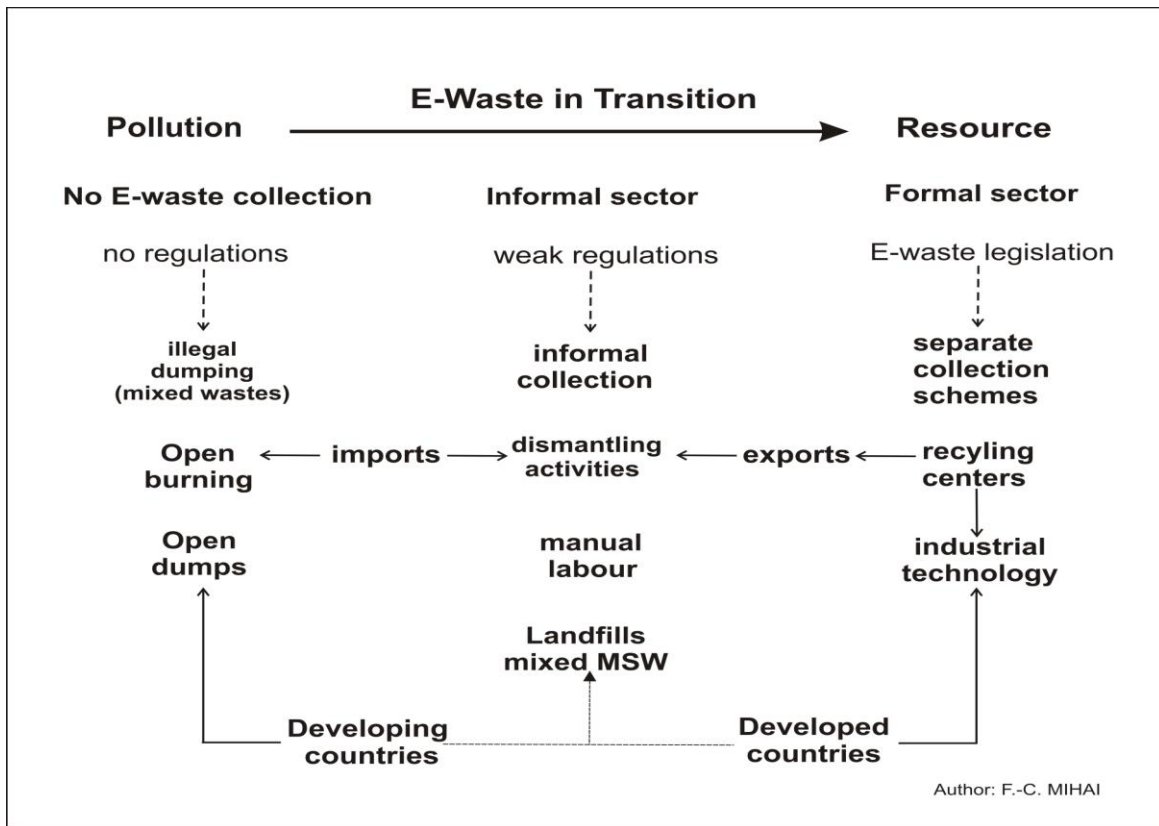 E-Waste in Transition
Pollution
Resource
No E-waste collection
Informal sector
Formal sector
no regulations
weak regulations
E-waste legislation
illegal
dumping
(mixed wastes)
informal
collection
separate
collection
schemes
Open
burning
imports
dismantling
activities
exports
recyling
centers
Open
dumps
manual
labour
industrial
technology
Landfills
mixed MSW
Developing
countries
Developed
countries
Author: F.-C. MIHAI